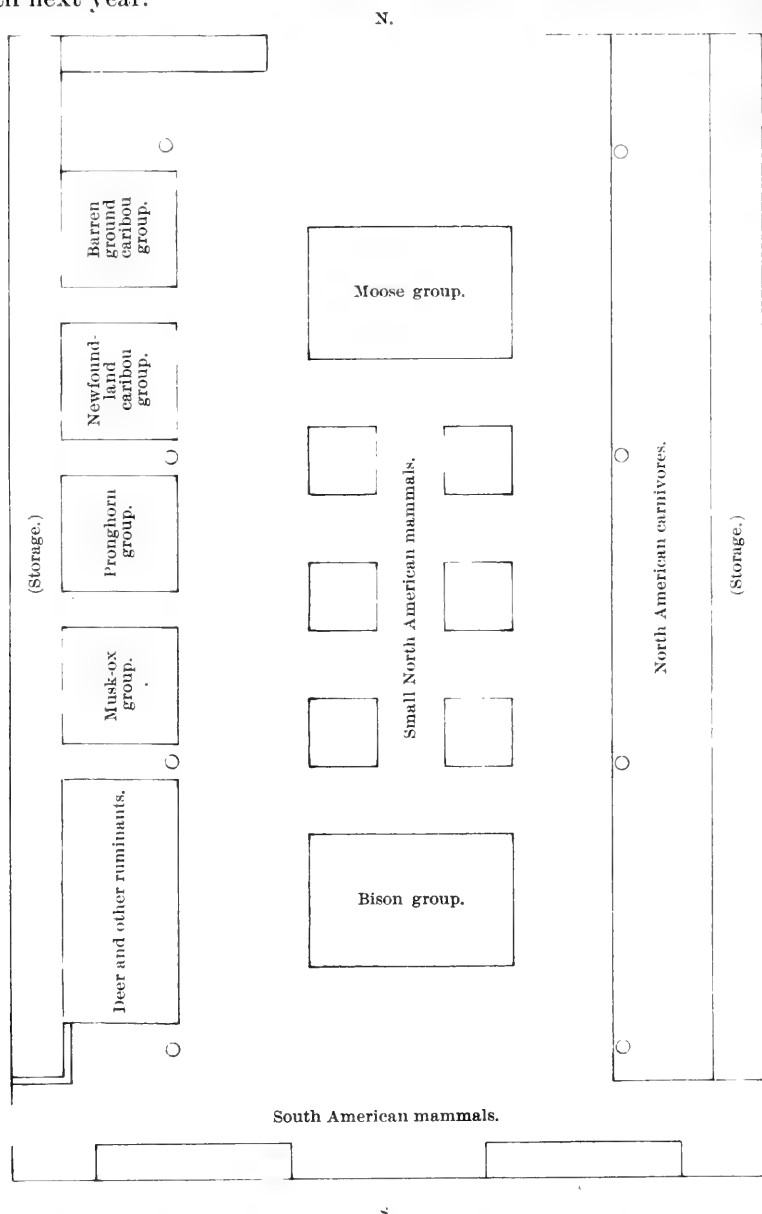 next year.
N.
Barren
ground
caribou
group.
Moose group.
Newfound-
land
caribou
group.
(Storage.)
Pronghorn
group.
Small North American mammals.
North American carnivores.
(Storage.)
Musk-ox
group.
Deer and other ruminants.
Bison group.
South American mammals.